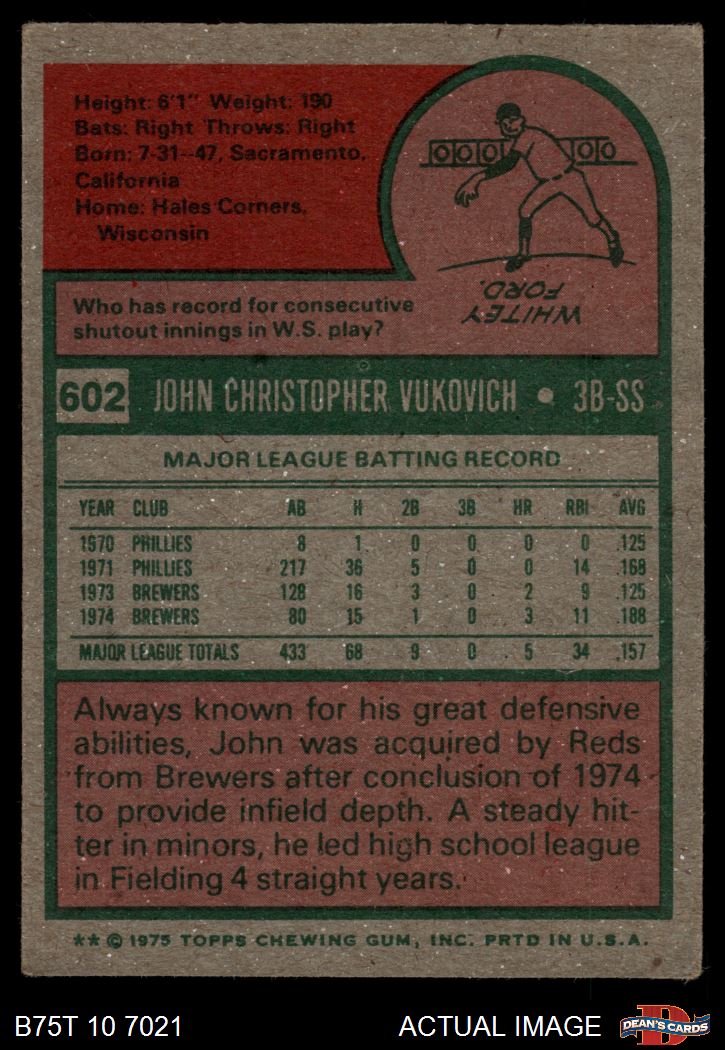 Height: 6'1" Weight: 190
Bats: Right Throws: Right
Born: 7-31--47, Sacramento,
California
Home: Hales Corners,
Wisconsin
000 00
WHITEY
FORD.
Who has record for consecutive
shutout innings in W.S. play?
602 JOHN CHRISTOPHER VUKOVICH • 3B-SS
MAJOR LEAGUE BATTING RECORD
YEAR CLUB AB H 2B 3B HR RBI AVG
1970 PHILLIES 8 1 0 0 0 0 .125
1971 PHILLIES 217 36 5 0 0 14 .168
1973 BREWERS 128 16 3 0 2 9 .125
1974 BREWERS 80 15 1 0 3 11 .188
MAJOR LEAGUE TOTALS 433 68 9 0 5 34 .157
Always known for his great defensive
abilities, John was acquired by Reds
from Brewers after conclusion of 1974
to provide infield depth. A steady hit-
ter in minors, he led high school league
in Fielding 4 straight years.
** © 1975 TOPPS CHEWING GUM, INC. PRTD IN U.S.A.
B75T 10 7021 ACTUAL IMAGE D DEAN'S CARDS